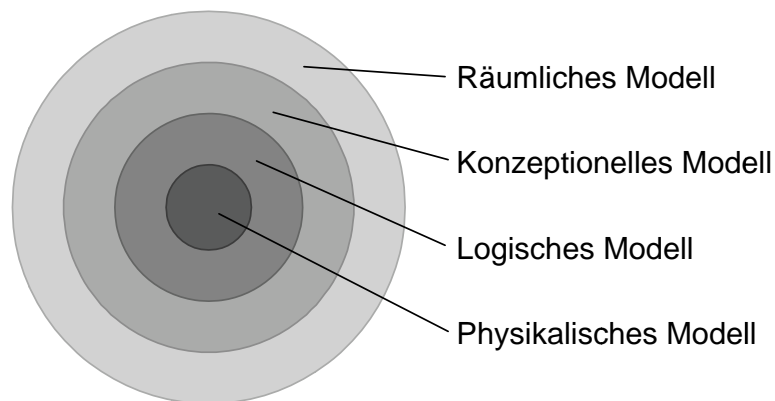 Räumliches Modell
Konzeptionelles Modell
Logisches Modell
Physikalisches Modell